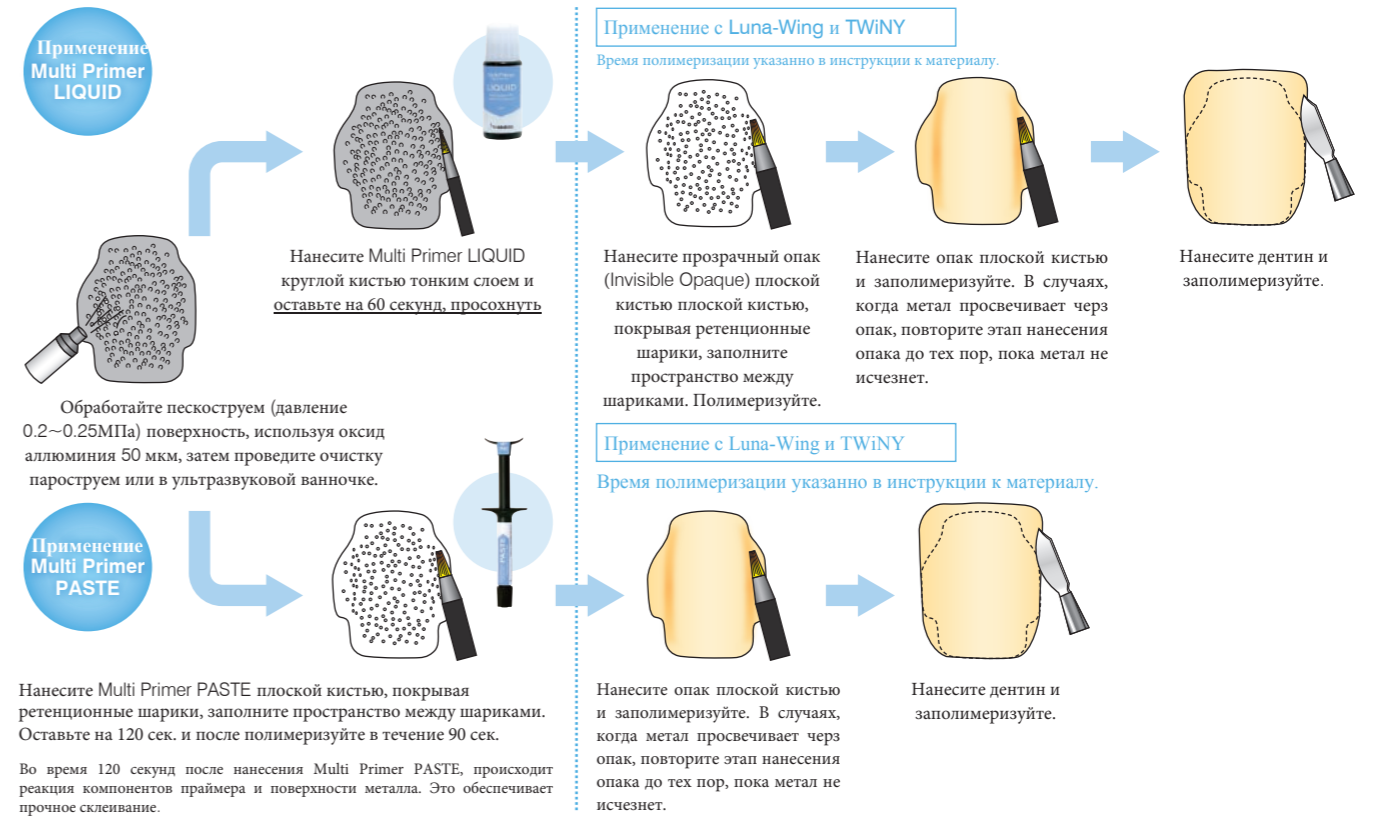 Применение
Multi Primer
LIQUID
LIQUID
Обработайте пескоструем (давление
0.2~0.25МПа) поверхность, используя оксид
аллюминия 50 мкм, затем проведите очистку
пароструем или в ультразвуковой ванночке.
Нанесите Multi Primer LIQUID
круглой кистью тонким слоем и
оставьте на 60 секунд, просохнуть
Применение с Luna-Wing и TWiNY
Время полимеризации указанно в инструкции к материалу.
Нанесите прозрачный опак
(Invisible Opaque) плоской
кистью плоской кистью,
покрывая ретенционные
шарики, заполните
пространство между
шариками. Полимеризуйте.
Нанесите опак плоской кистью
и заполимеризуйте. В случаях,
когда метал просвечивает черз
опак, повторите этап нанесения
опака до тех пор, пока метал не
исчезнет.
Нанесите дентин и
заполимеризуйте.
Применение
Multi Primer
PASTE
PASTE
Нанесите Multi Primer PASTE плоской кистью, покрывая
ретенционные шарики, заполните пространство между шариками.
Оставьте на 120 сек. и после полимеризуйте в течение 90 сек.
Во время 120 секунд после нанесения Multi Primer PASTE, происходит
реакция компонентов праймера и поверхности металла. Это обеспечивает
прочное склеивание.
Применение с Luna-Wing и TWiNY
Время полимеризации указанно в инструкции к материалу.
Нанесите опак плоской кистью
и заполимеризуйте. В случаях,
когда метал просвечивает черз
опак, повторите этап нанесения
опака до тех пор, пока метал не
исчезнет.
Нанесите дентин и
заполимеризуйте.